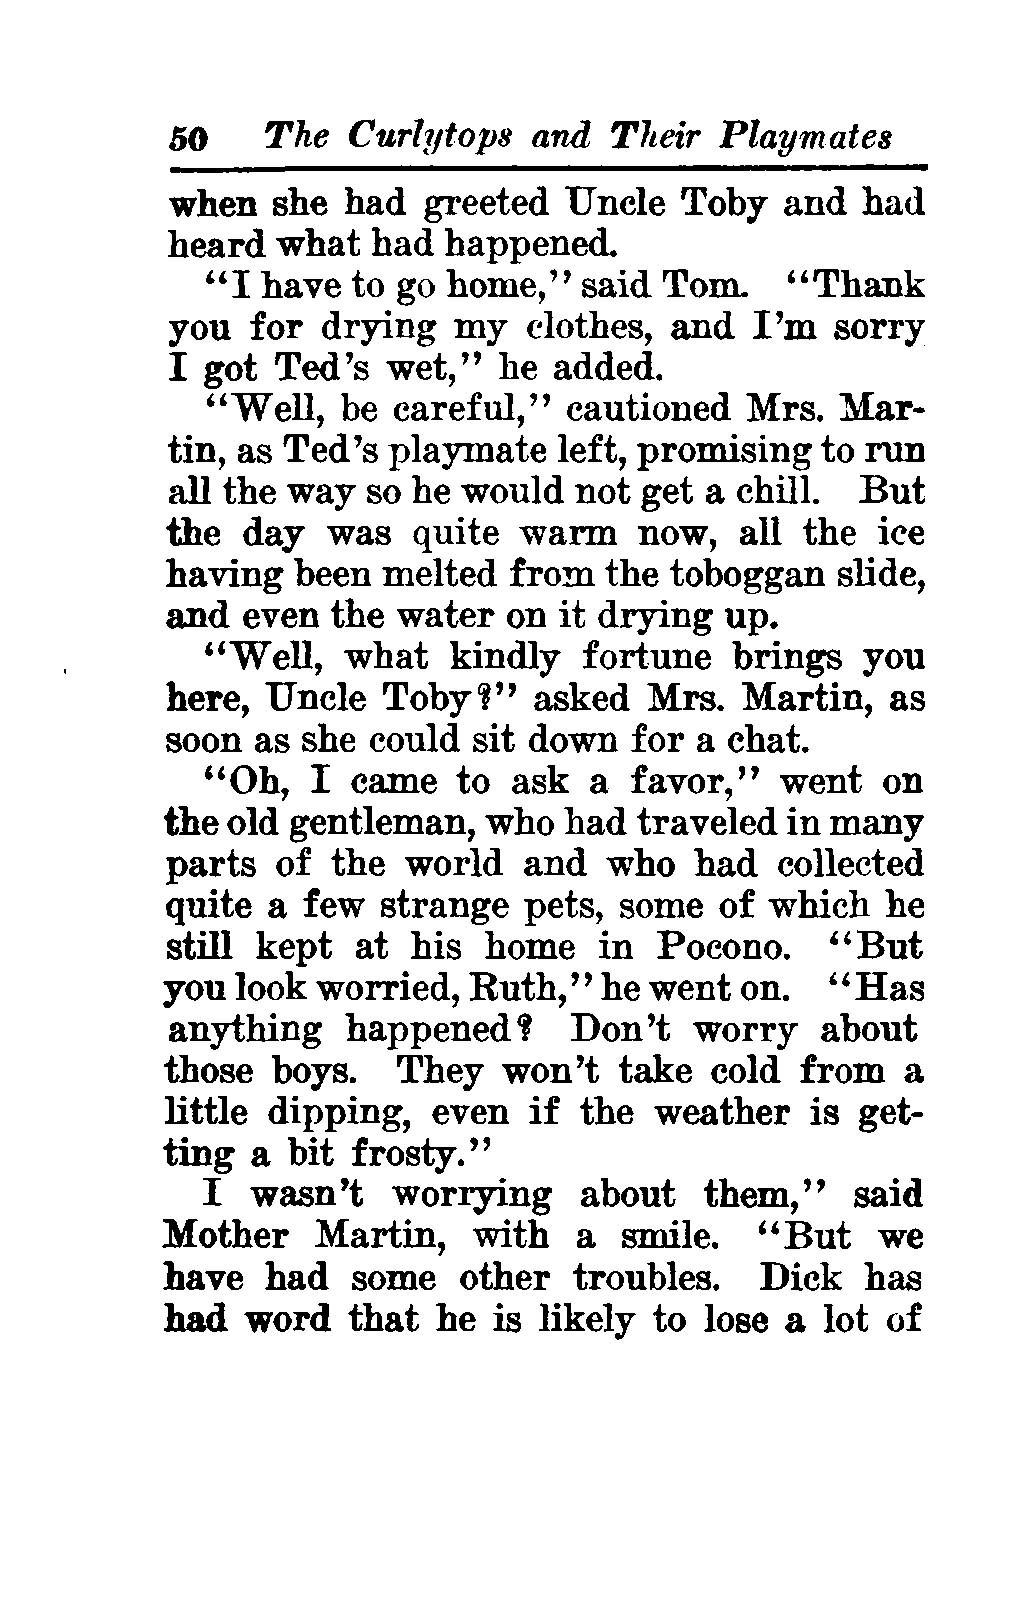 50 The Curlytops and Their Playmates
when she had greeted Uncle Toby and had
heard what had happened.
"I have to go home," said Tom. "Thank
you for drying my clothes, and I'm sorry
I got Ted's wet," he added.
"Well, be careful," cautioned Mrs. Mar-
tin, as Ted's playmate left, promising to run
all the way so he would not get a chill. But
the day was quite warm now, all the ice
having been melted from the toboggan slide,
and even the water on it drying up.
"Well, what kindly fortune brings you
here, Uncle Toby?" asked Mrs. Martin, as
soon as she could sit down for a chat.
"Oh, I came to ask a favor," went on
the old gentleman, who had traveled in many
parts of the world and who had collected
quite a few strange pets, some of which he
still kept at his home in Pocono. "But
you look worried, Ruth," he went on. "Has
anything happened? Don't worry about
those boys. They won't take cold from a
little dipping, even if the weather is get-
ting a bit frosty."
I wasn't worrying about them," said
Mother Martin, with a smile. "But we
have had some other troubles. Dick has
had word that he is likely to lose a lot of